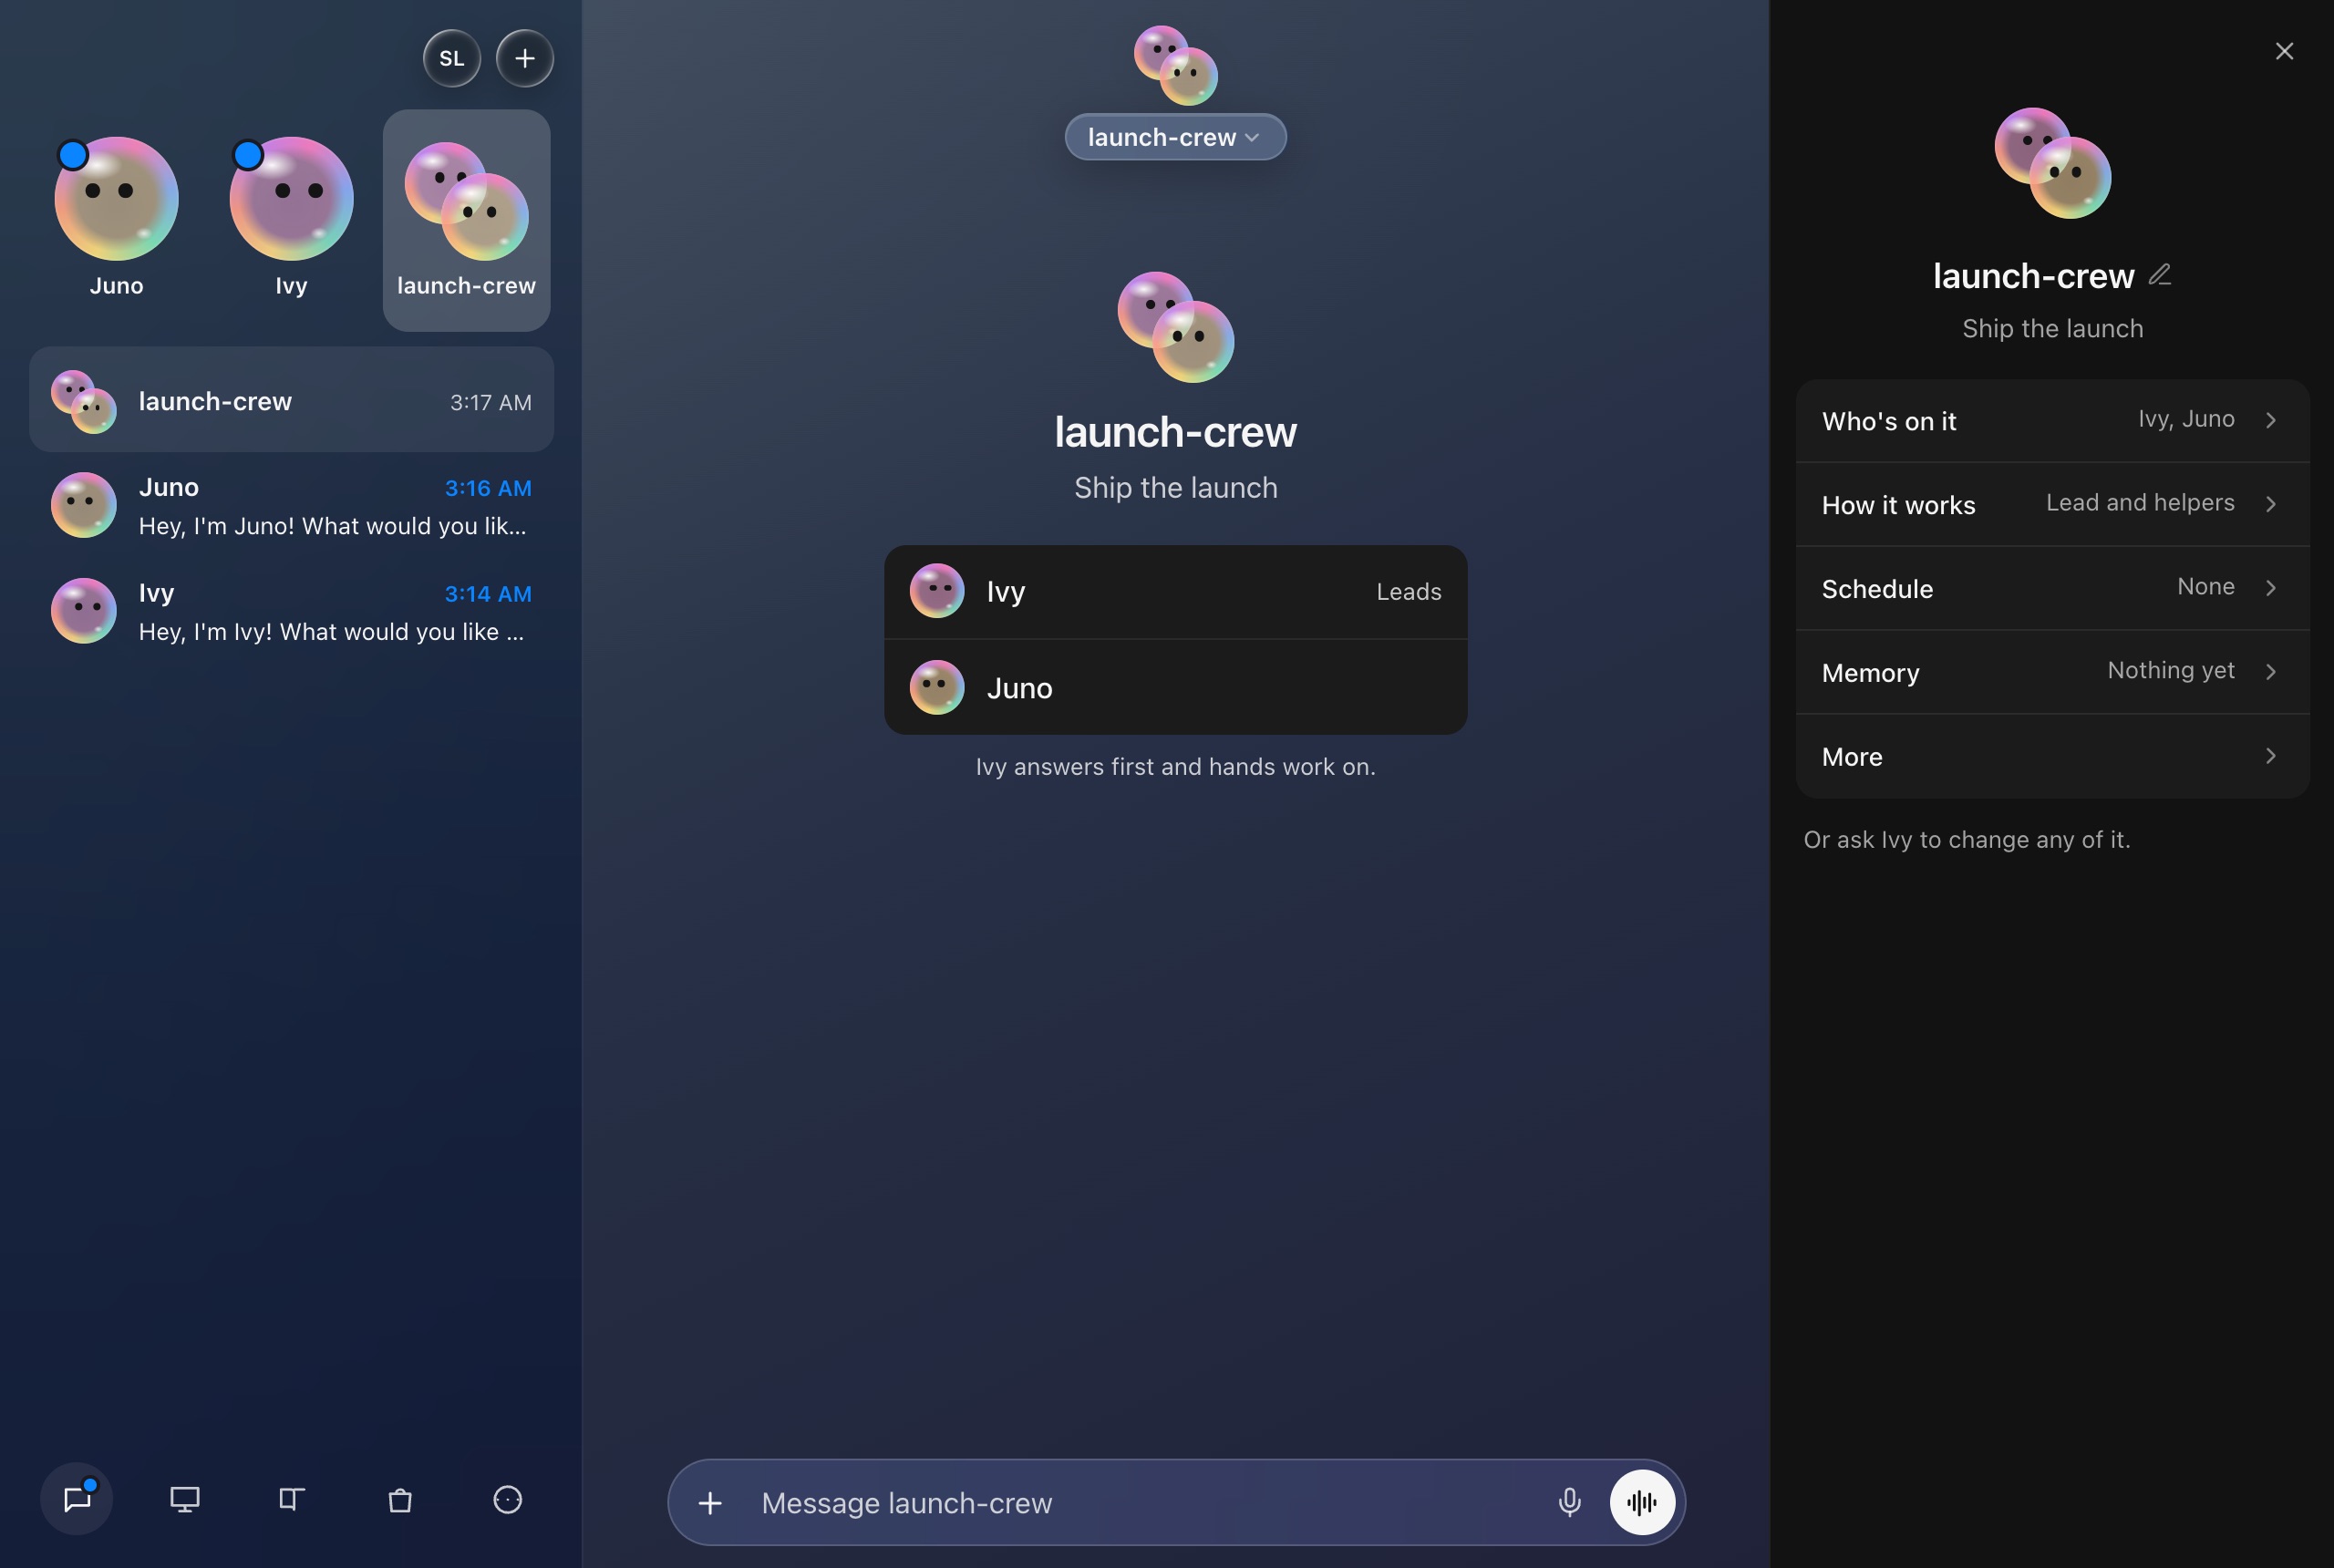 SL
Juno
Ivy
launch-crew
launch-crew
3:17 AM
Juno
3:16 AM
Hey, I'm Juno! What would you lik...
Ivy
3:14 AM
Hey, I'm Ivy! What would you like ...
launch-crew
launch-crew
Ship the launch
Ivy
Leads
Juno
Ivy answers first and hands work on.
Message launch-crew
launch-crew
Ship the launch
Who's on it
Ivy, Juno
How it works
Lead and helpers
Schedule
None
Memory
Nothing yet
More
Or ask Ivy to change any of it.